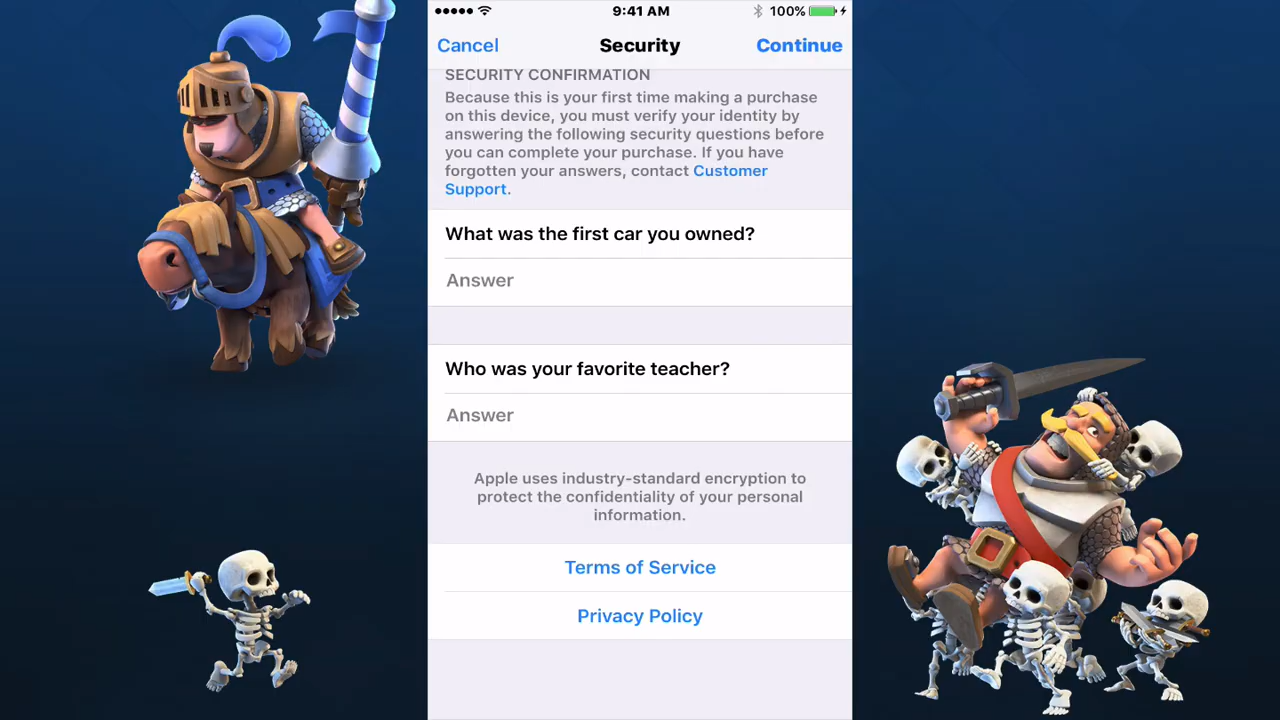 9:41 AM
100%
Cancel
Security
Continue
SECURITY CONFIRMATION
Because this is your first time making a purchase
on this device, you must verify your identity by
answering the following security questions before
you can complete your purchase. If you have
forgotten your answers, contact Customer
Support.
What was the first car you owned?
Answer
Who was your favorite teacher?
Answer
Apple uses industry-standard encryption to
protect the confidentiality of your personal
information.
Terms of Service
Privacy Policy